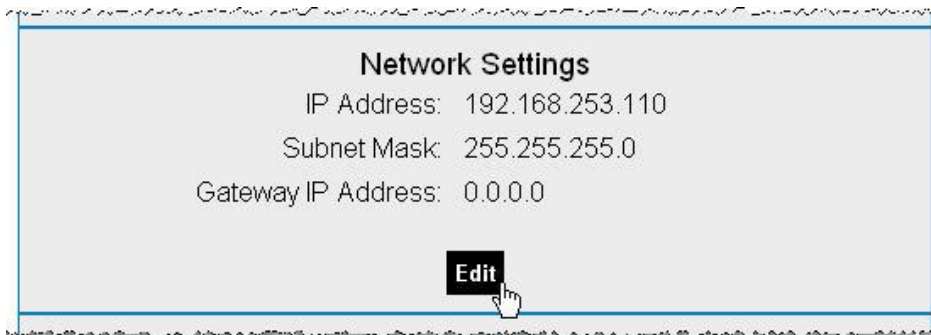 Network Settings
IP Address: 192.168.253.110
Subnet Mask: 255.255.255.0
Gateway IP Address: 0.0.0.0
Edit